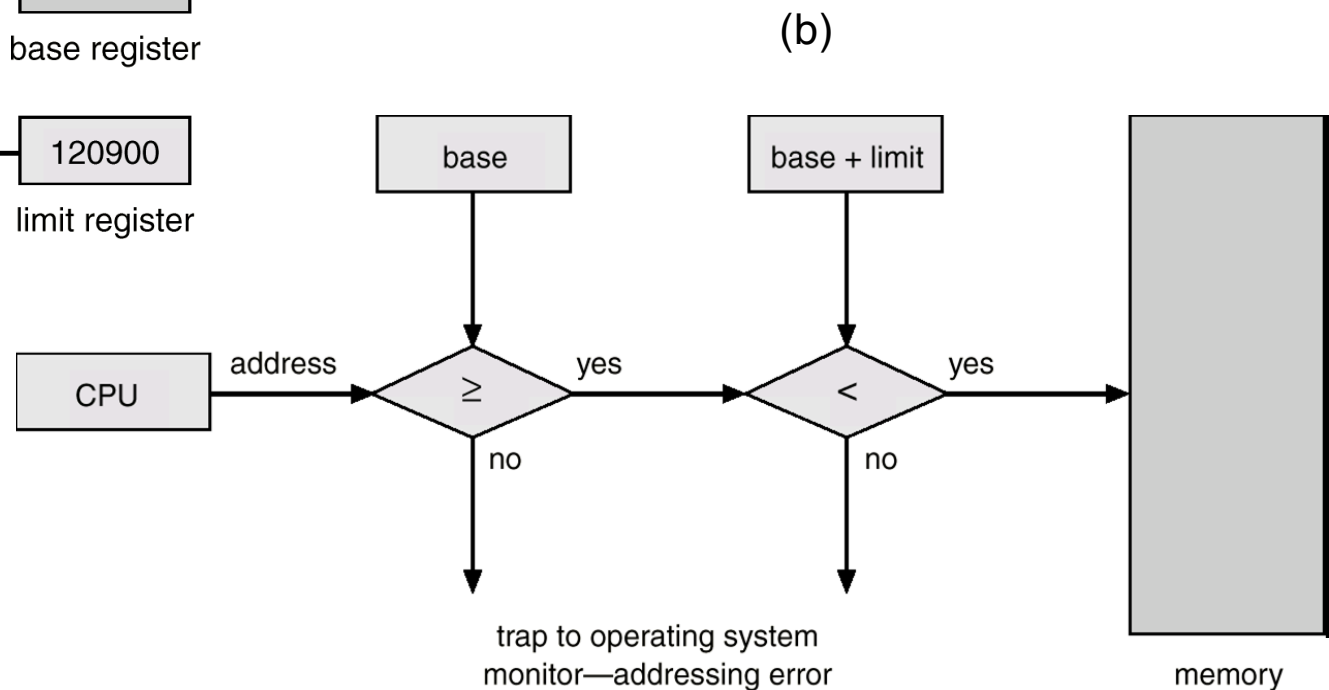 (b)
base register
120900
limit register
base
base + limit
CPU
address
≥
yes
<
yes
no
no
trap to operating system
monitor—addressing error
memory